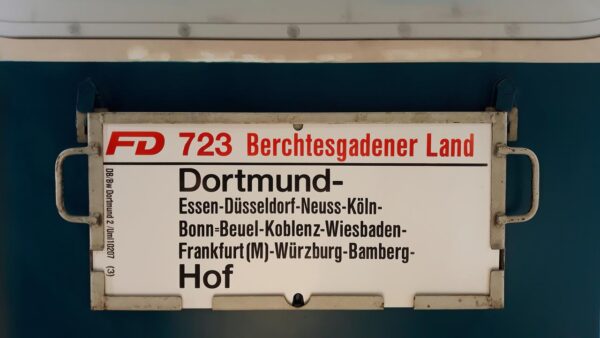 FD 723 Berchtesgadener Land
Dortmund-
Essen-Düsseldorf-Neuss-Köln-
Bonn=Beuel-Koblenz-Wiesbaden-
Frankfurt(M)-Würzburg-Bamberg-
Hof